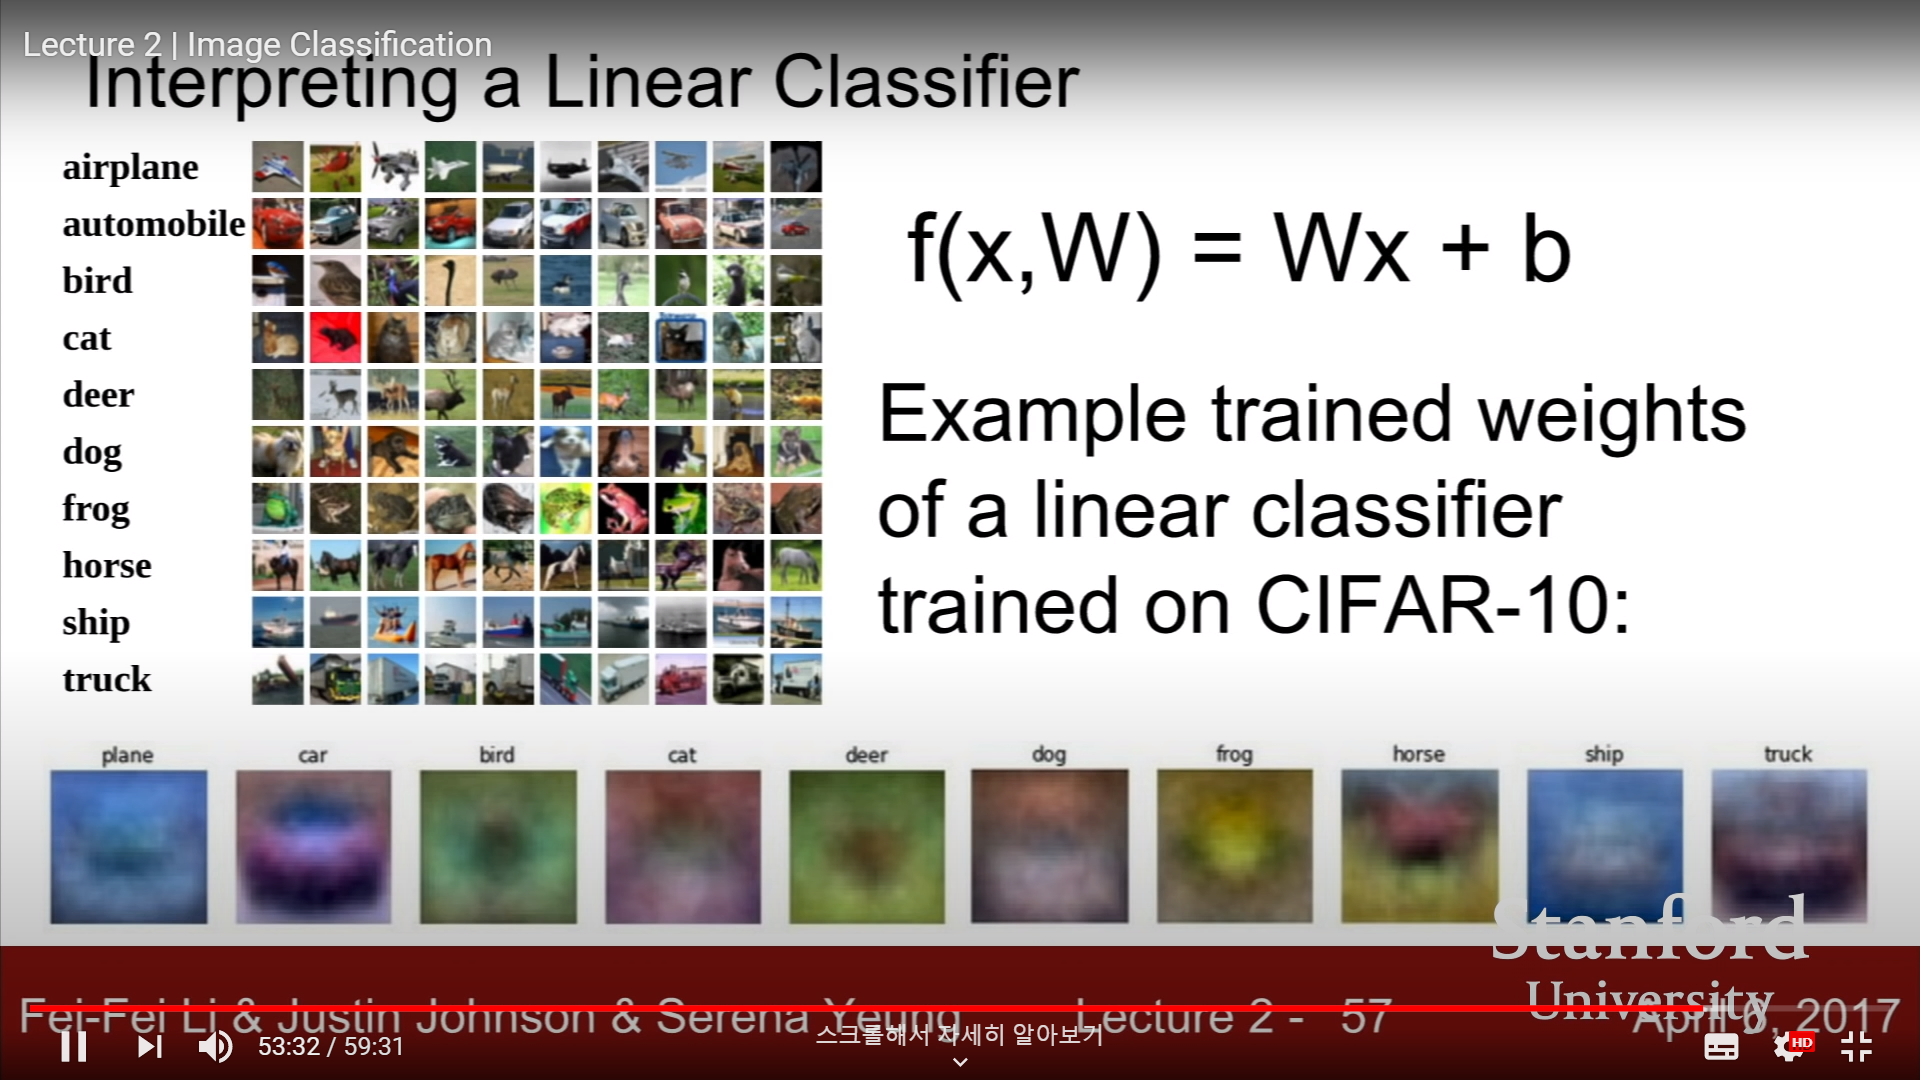 Lecture 2 | Image Classification
Interpreting a Linear Classifier
airplane
automobile
bird
cat
deer
dog
frog
horse
ship
truck
f(x,W) = Wx + b
Example trained weights
of a linear classifier
trained on CIFAR-10:
plane car bird cat deer dog frog horse ship truck
Stanford
University
Fei-Fei Li & Justin Johnson & Serena Yeung Lecture 2 - 57 April 6, 2017
스크롤해서 자세히 알아보기
53:32 / 59:31
HD